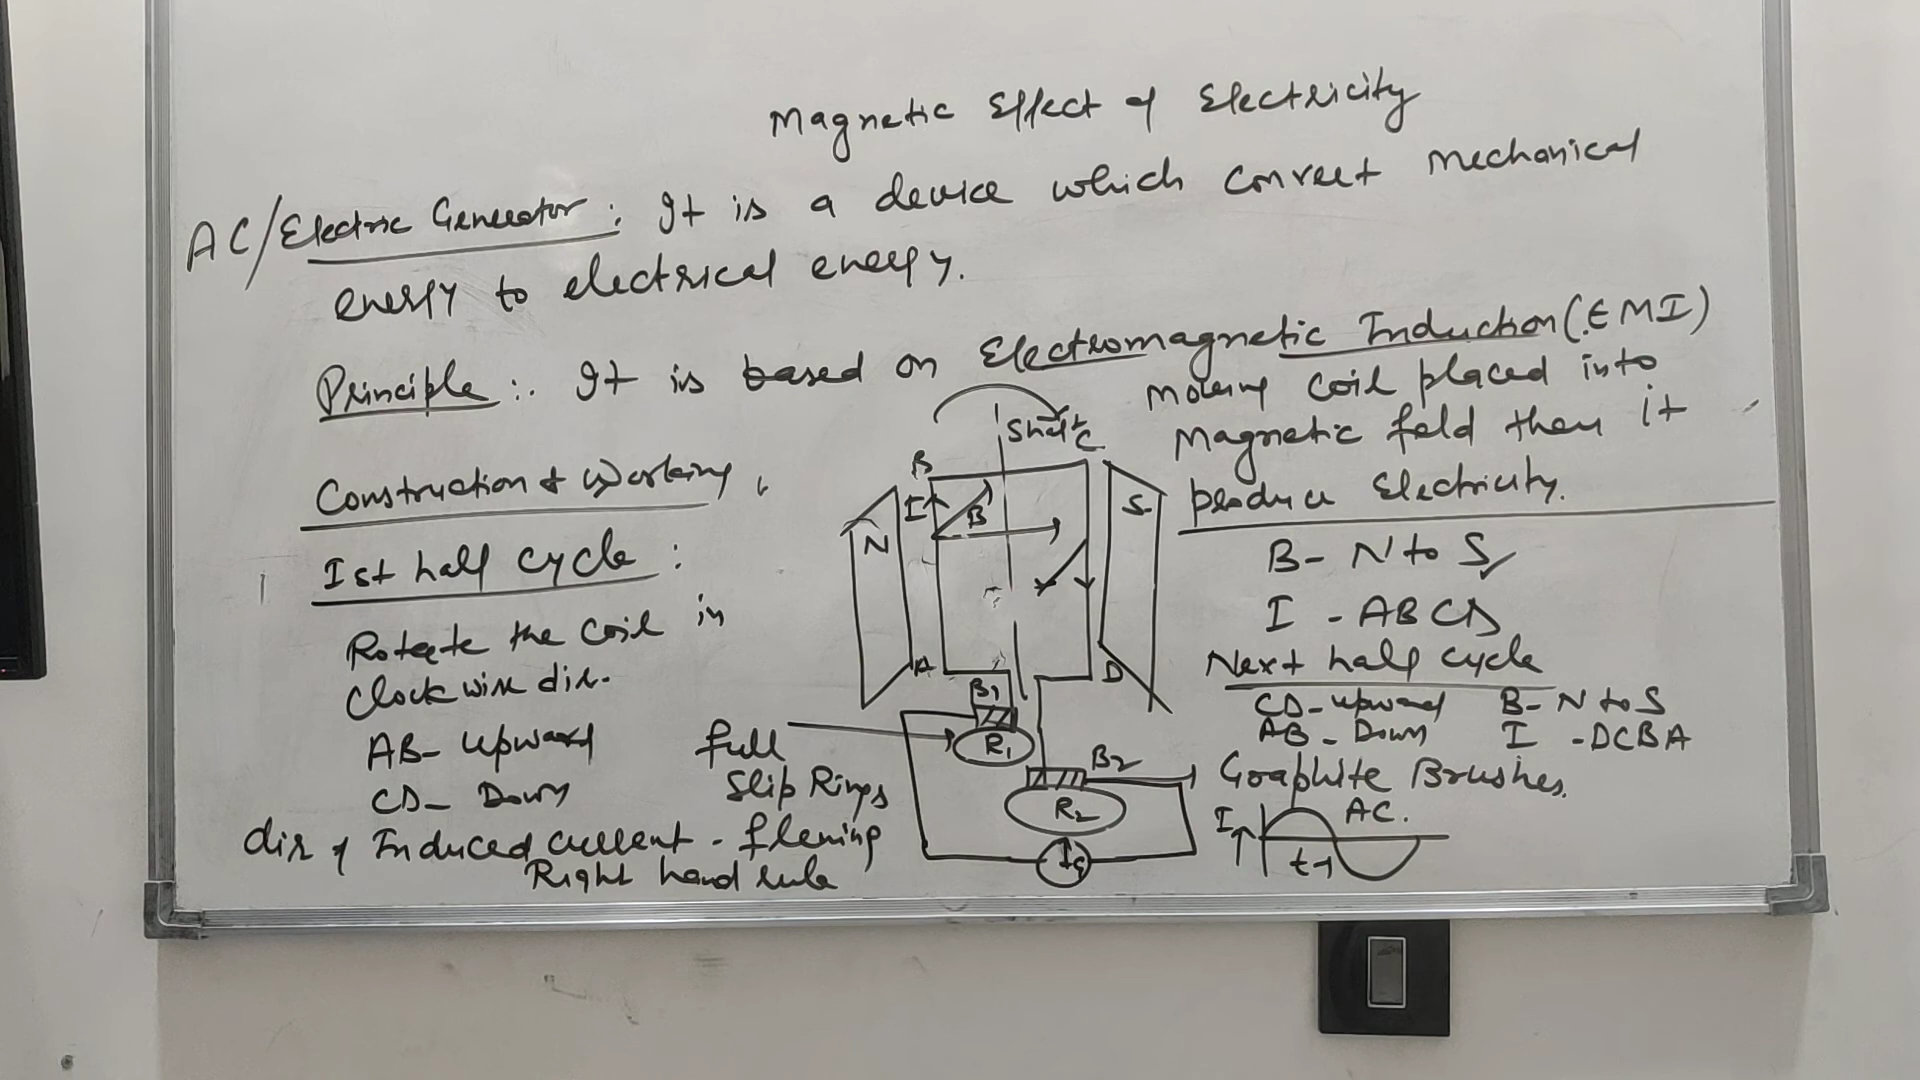 Magnetic Effect of Electricity
AC/Electric Generator : It is a device which convert mechanical
energy to electrical energy.
Principle :. It is based on Electromagnetic Induction (EMI)
Moving coil placed into
Magnetic feld then it
produce Electricity.
Construction & Working,
Ist half cycle :
Rotate the coil in
clockwise dir.
AB- Upward
CD- Down
full
Slip Rings
dir of Induced current - fleming
Right hand rule
Shaft
B
C
I
B
N
S
A
D
B1
R1
B2
R2
G
B- N to S
I - ABCD
Next half cycle
CD- upward B- N to S
AB- Down I - DCBA
Graphite Brushes.
I AC.
t→